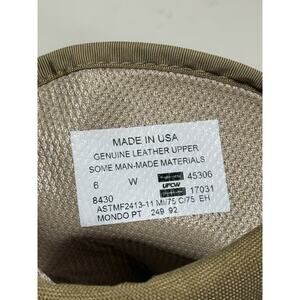 MADE IN USA
GENUINE LEATHER UPPER
SOME MAN-MADE MATERIALS
6 W 45306
UFCW
8430 17031
ASTMF2413-11 MI/75 C/75 EH
MONDO PT 249 92